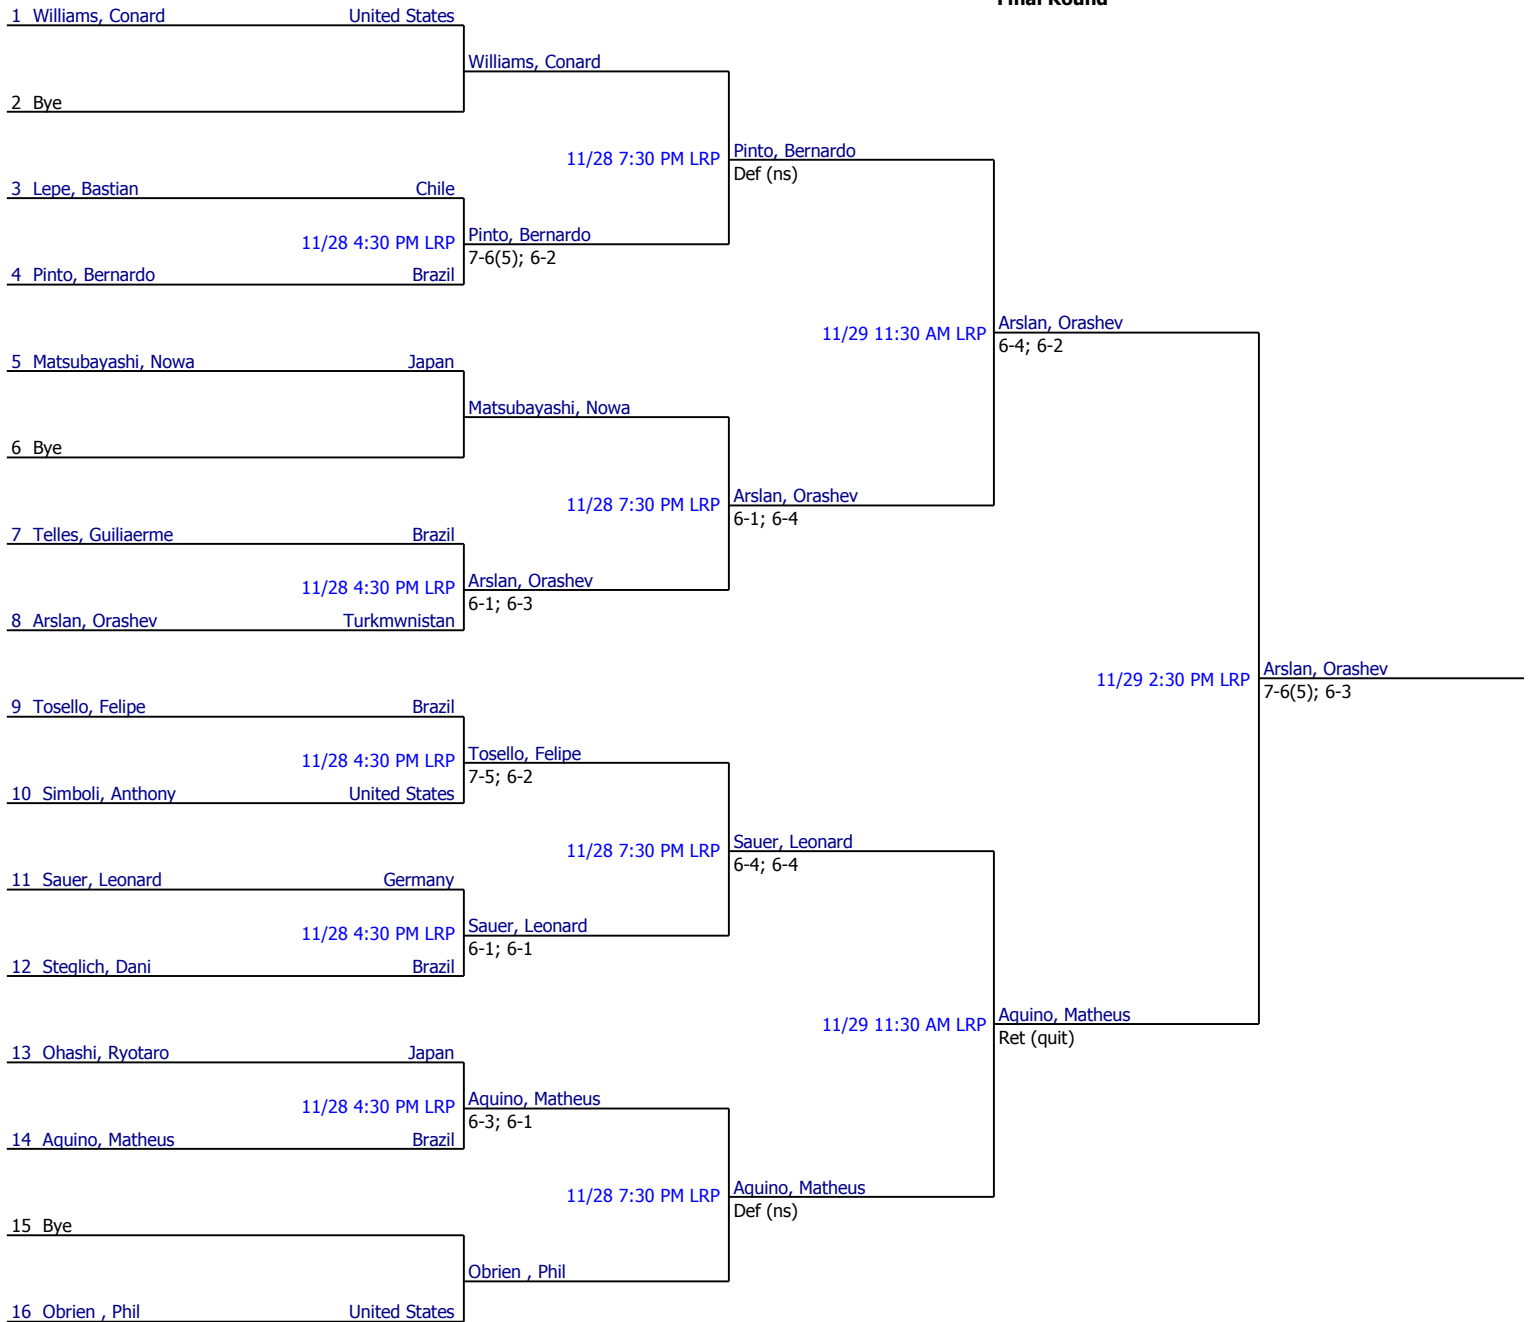 Final Round
1 Williams, Conard United States
Williams, Conard
2 Bye
11/28 7:30 PM LRP Pinto, Bernardo
Def (ns)
3 Lepe, Bastian Chile
11/28 4:30 PM LRP Pinto, Bernardo
7-6(5); 6-2
4 Pinto, Bernardo Brazil
11/29 11:30 AM LRP Arslan, Orashev
6-4; 6-2
5 Matsubayashi, Nowa Japan
Matsubayashi, Nowa
6 Bye
11/28 7:30 PM LRP Arslan, Orashev
6-1; 6-4
7 Telles, Guiliaerme Brazil
11/28 4:30 PM LRP Arslan, Orashev
6-1; 6-3
8 Arslan, Orashev Turkmwnistan
11/29 2:30 PM LRP Arslan, Orashev
7-6(5); 6-3
9 Tosello, Felipe Brazil
11/28 4:30 PM LRP Tosello, Felipe
7-5; 6-2
10 Simboli, Anthony United States
11/28 7:30 PM LRP Sauer, Leonard
6-4; 6-4
11 Sauer, Leonard Germany
11/28 4:30 PM LRP Sauer, Leonard
6-1; 6-1
12 Steglich, Dani Brazil
11/29 11:30 AM LRP Aquino, Matheus
Ret (quit)
13 Ohashi, Ryotaro Japan
11/28 4:30 PM LRP Aquino, Matheus
6-3; 6-1
14 Aquino, Matheus Brazil
11/28 7:30 PM LRP Aquino, Matheus
Def (ns)
15 Bye
Obrien , Phil
16 Obrien , Phil United States